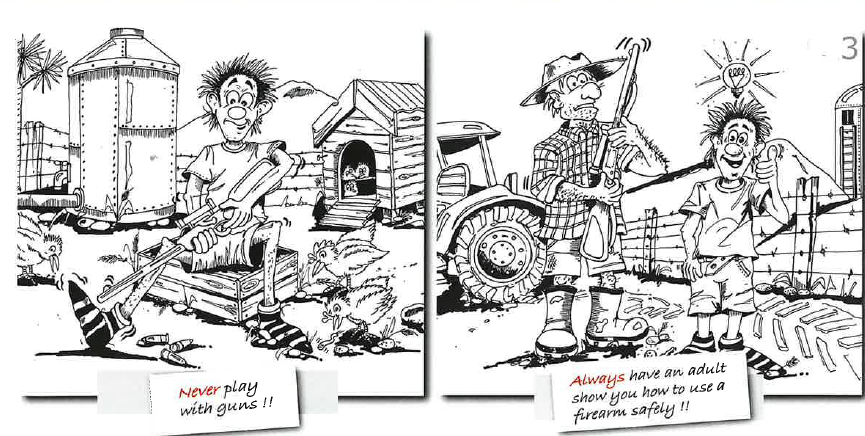 3
Never play
with guns !!
Always have an adult
show you how to use a
firearm safely !!